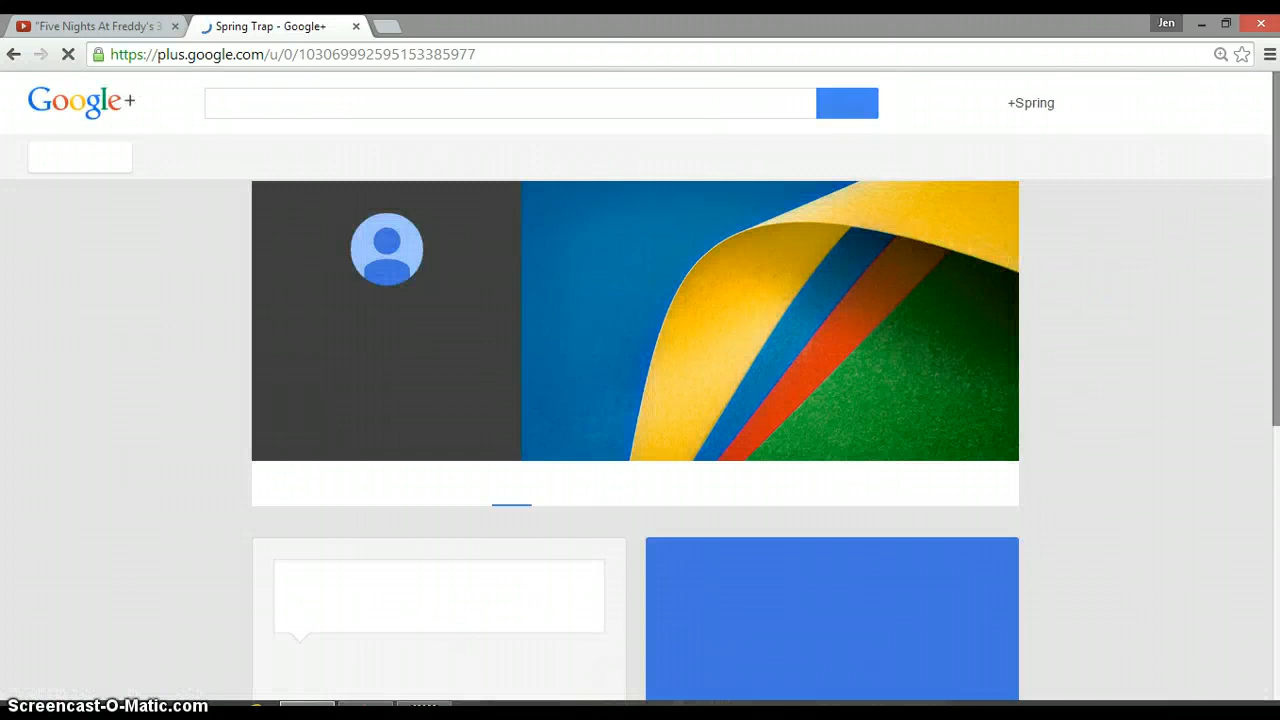 "Five Nights At Freddy's 3
Spring Trap - Google+
Jen
https://plus.google.com/u/0/103069992595153385977
Google+
+Spring
Screencast-O-Matic.com